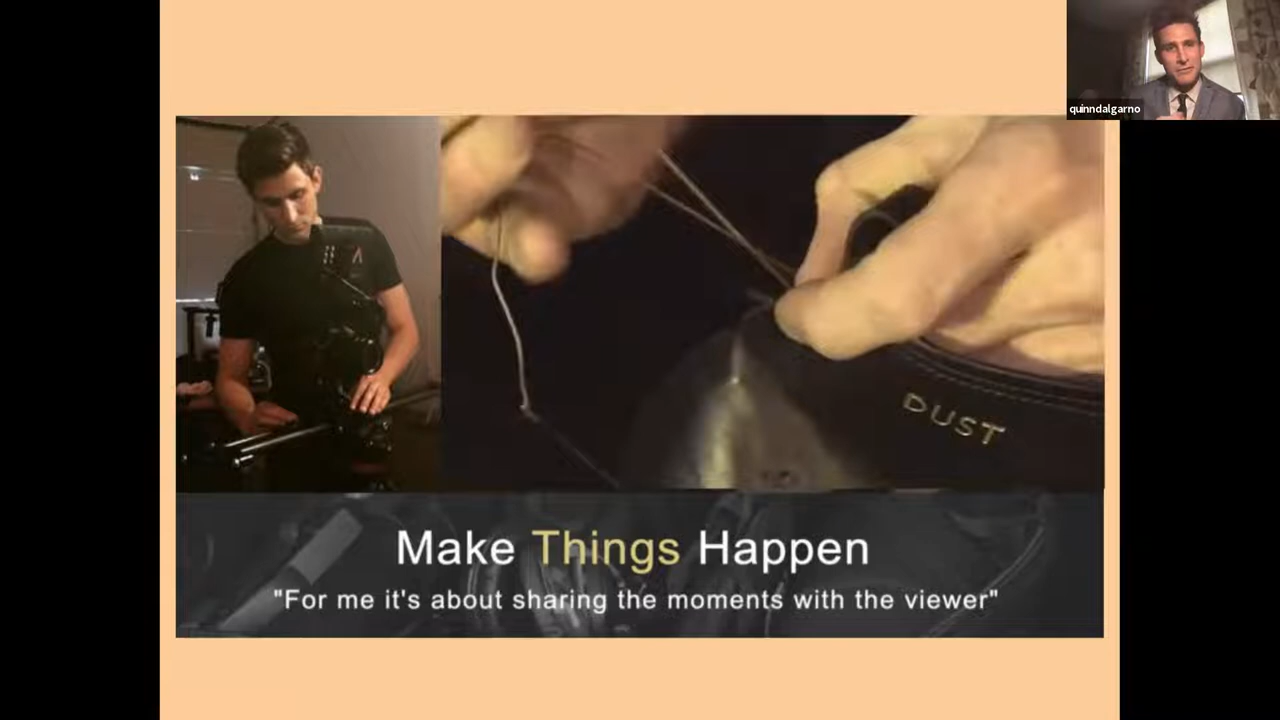 quinndalgarno
DUST
Make Things Happen
"For me it's about sharing the moments with the viewer"